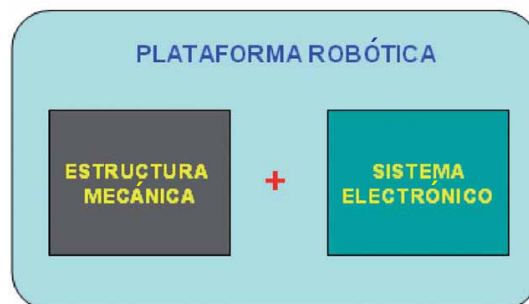 PLATAFORMA ROBÓTICA
ESTRUCTURA
MECÁNICA
+
SISTEMA
ELECTRÓNICO